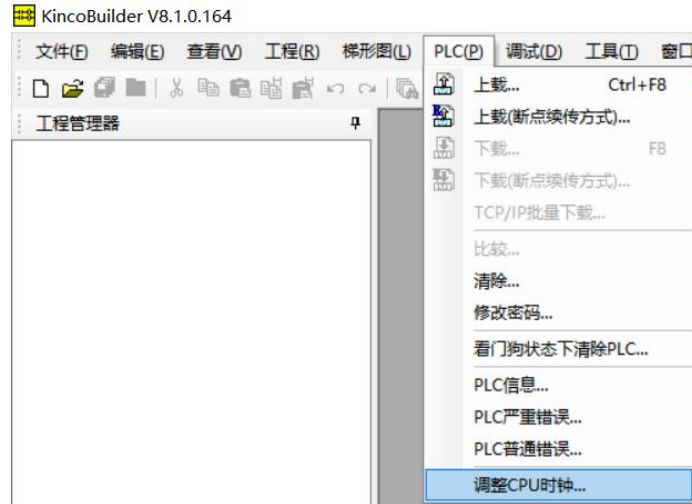 KincoBuilder V8.1.0.164
文件(F) 编辑(E) 查看(V) 工程(R) 梯形图(L) PLC(P) 调试(D) 工具(T) 窗口
工程管理器
上载... Ctrl+F8
上载(断点续传方式)...
下载... F8
下载(断点续传方式)...
TCP/IP批量下载...
比较...
清除...
修改密码...
看门狗状态下清除PLC...
PLC信息...
PLC严重错误...
PLC普通错误...
调整CPU时钟...